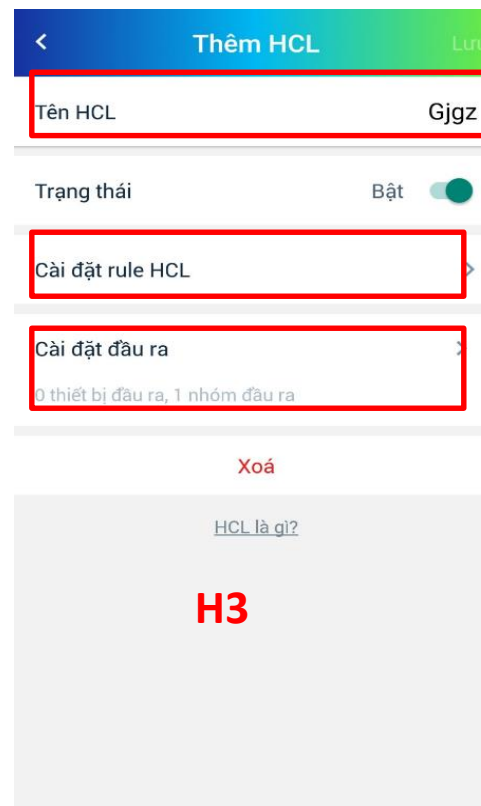 Thêm HCL
Lưu
Tên HCL Gjgz
Trạng thái Bật
Cài đặt rule HCL
Cài đặt đầu ra
0 thiết bị đầu ra, 1 nhóm đầu ra
Xoá
HCL là gì?
H3